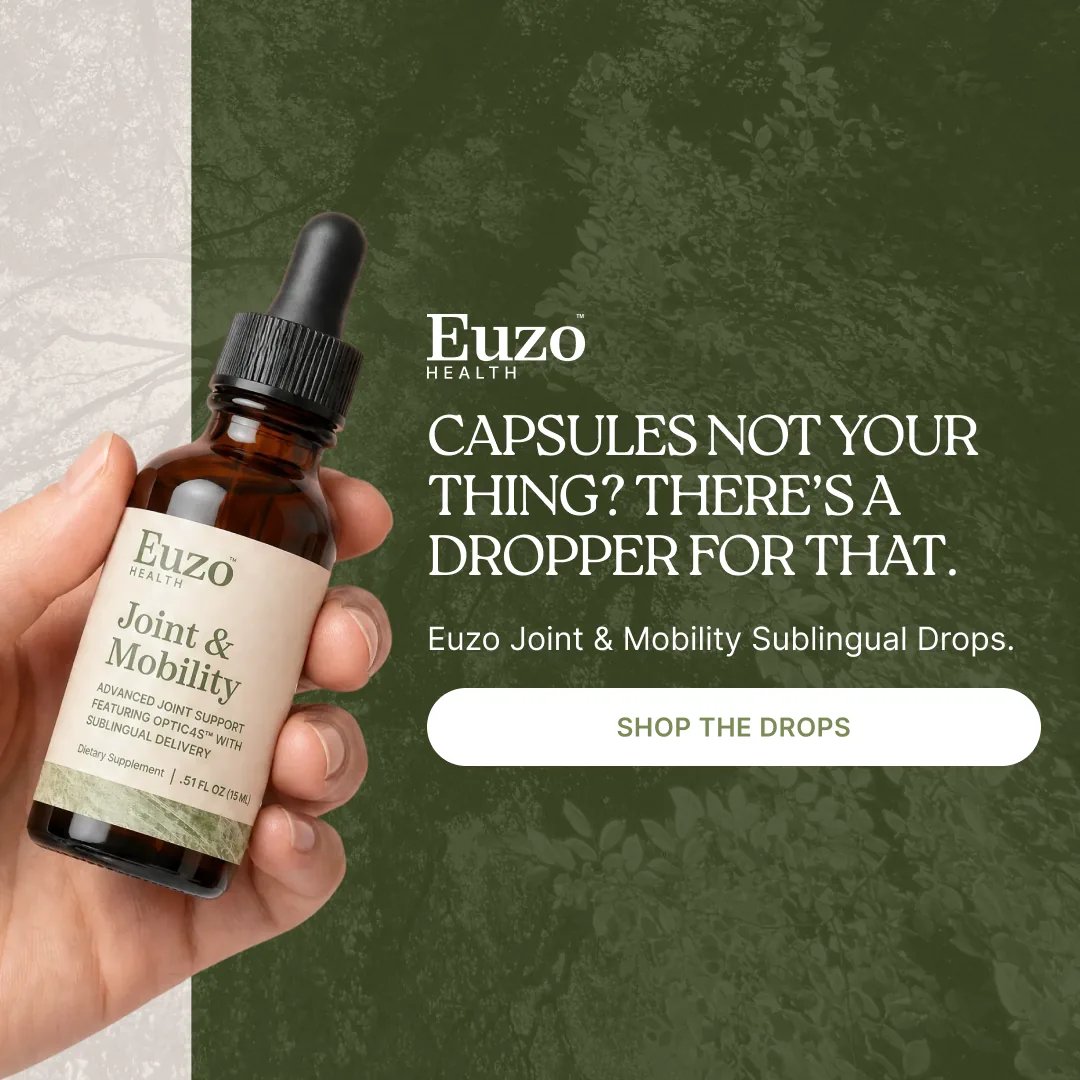 Euzo™
HEALTH
CAPSULES NOT YOUR
THING? THERE'S A
DROPPER FOR THAT.
Euzo Joint & Mobility Sublingual Drops.
SHOP THE DROPS
Euzo™
HEALTH
Joint &
Mobility
ADVANCED JOINT SUPPORT
FEATURING OPTIC4S™ WITH
SUBLINGUAL DELIVERY
Dietary Supplement | .51 FL OZ (15 ML)